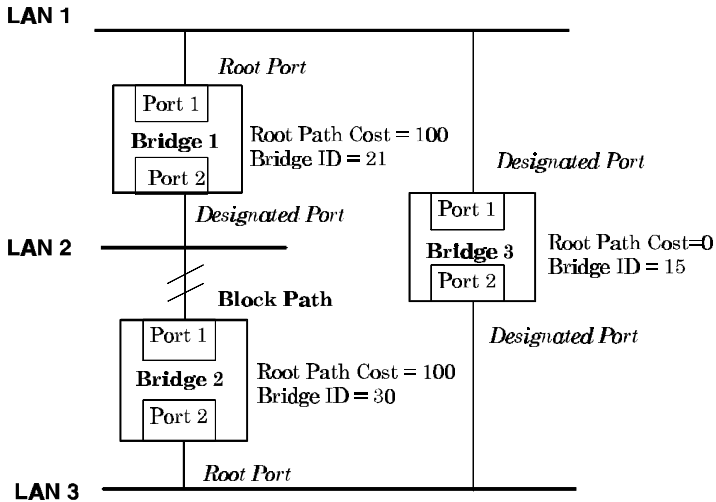 LAN 1
Root Port
Port 1
Bridge 1
Port 2
Root Path Cost = 100
Bridge ID = 21
Designated Port
LAN 2
Block Path
Port 1
Bridge 2
Port 2
Root Path Cost = 100
Bridge ID = 30
Root Port
LAN 3
Designated Port
Port 1
Bridge 3
Port 2
Root Path Cost=0
Bridge ID = 15
Designated Port